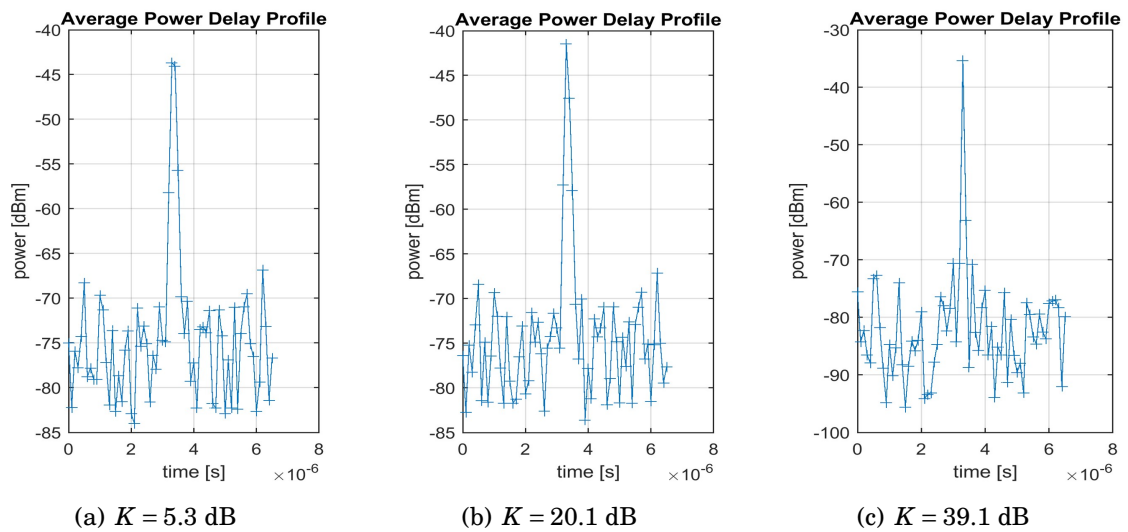 Average Power Delay Profile
-40
-45
-50
-55
-60
-65
-70
-75
-80
-85
power [dBm]
0 2 4 6 8
time [s]
×10⁻⁶
(a) K = 5.3 dB
Average Power Delay Profile
-40
-45
-50
-55
-60
-65
-70
-75
-80
-85
power [dBm]
0 2 4 6 8
time [s]
×10⁻⁶
(b) K = 20.1 dB
Average Power Delay Profile
-30
-40
-50
-60
-70
-80
-90
-100
power [dBm]
0 2 4 6 8
time [s]
×10⁻⁶
(c) K = 39.1 dB